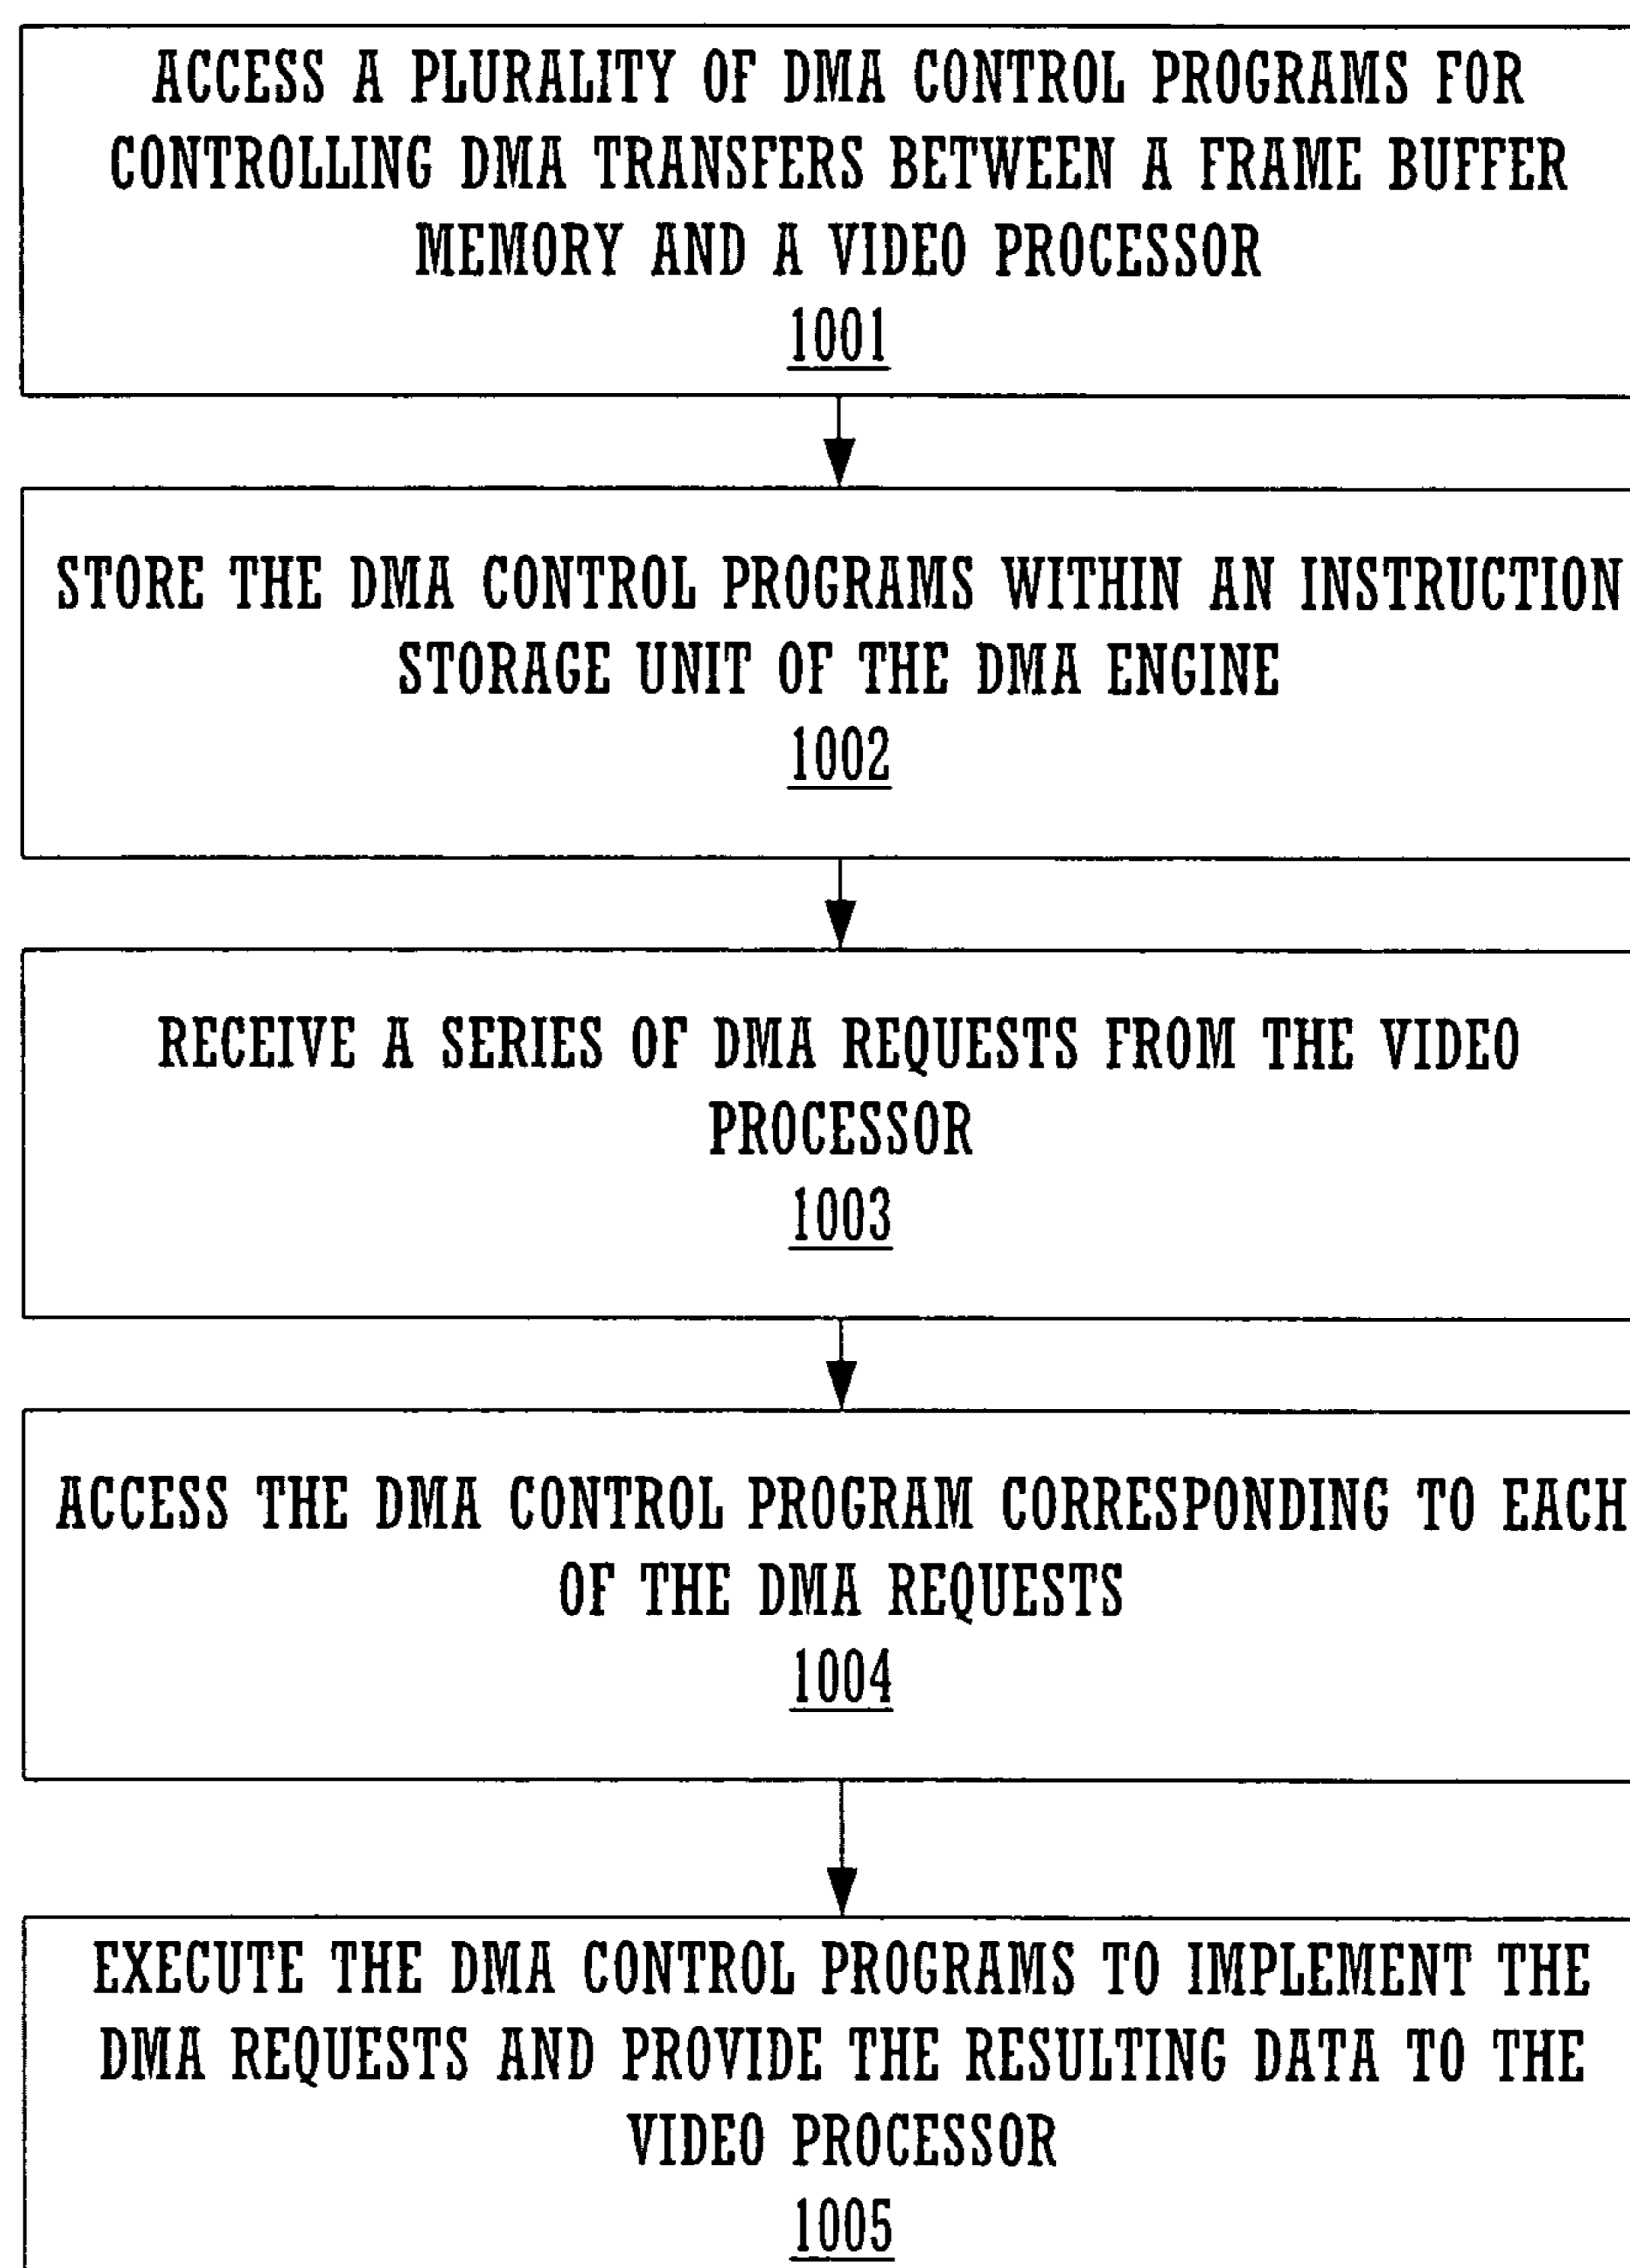 ACCESS A PLURALITY OF DMA CONTROL PROGRAMS FOR
CONTROLLING DMA TRANSFERS BETWEEN A FRAME BUFFER
MEMORY AND A VIDEO PROCESSOR
1001
STORE THE DMA CONTROL PROGRAMS WITHIN AN INSTRUCTION
STORAGE UNIT OF THE DMA ENGINE
1002
RECEIVE A SERIES OF DMA REQUESTS FROM THE VIDEO
PROCESSOR
1003
ACCESS THE DMA CONTROL PROGRAM CORRESPONDING TO EACH
OF THE DMA REQUESTS
1004
EXECUTE THE DMA CONTROL PROGRAMS TO IMPLEMENT THE
DMA REQUESTS AND PROVIDE THE RESULTING DATA TO THE
VIDEO PROCESSOR
1005